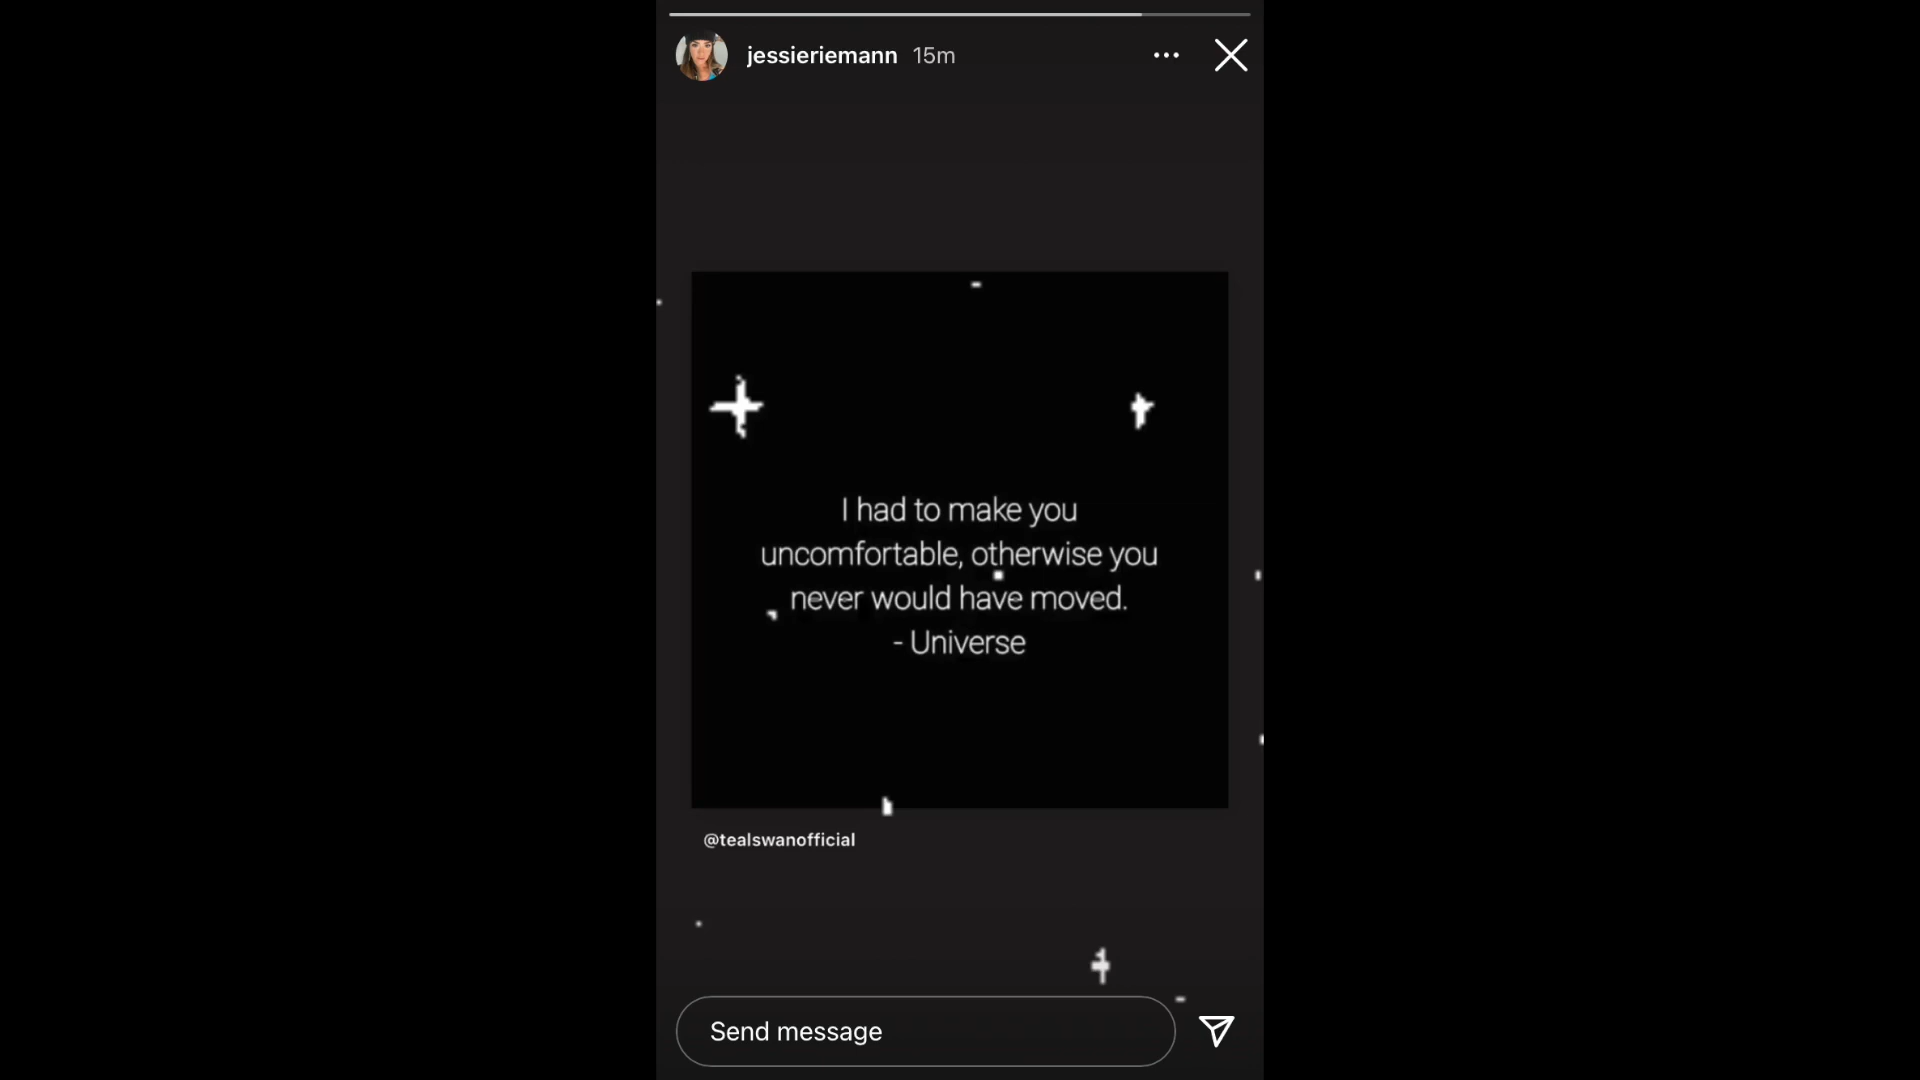 jessieriemann 15m
I had to make you
uncomfortable, otherwise you
never would have moved.
- Universe
@tealswanofficial
Send message